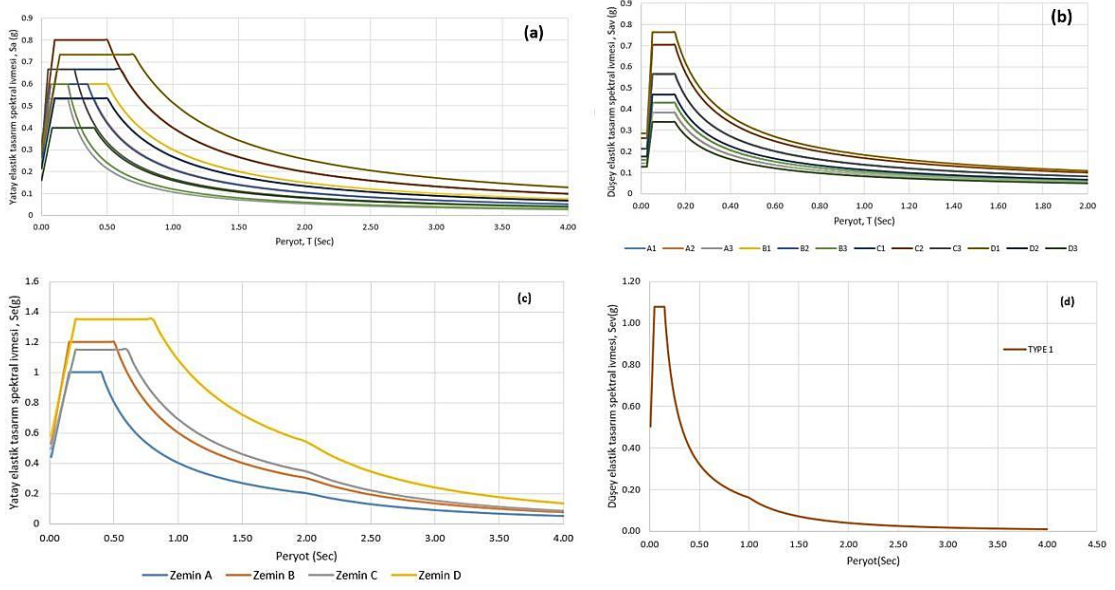 (a)
Yatay elastik tasarım spektral ivmesi , Sa (g)
0.9
0.8
0.7
0.6
0.5
0.4
0.3
0.2
0.1
0
0.00 0.50 1.00 1.50 2.00 2.50 3.00 3.50 4.00
Peryot, T (Sec)
(b)
Düşey elastik tasarım spektral ivmesi , Sav (g)
0.9
0.8
0.7
0.6
0.5
0.4
0.3
0.2
0.1
0
0.00 0.20 0.40 0.60 0.80 1.00 1.20 1.40 1.60 1.80 2.00
Peryot, T (Sec)
A1 A2 A3 B1 B2 B3 C1 C2 C3 D1 D2 D3
(c)
Yatay elastik tasarım spektral ivmesi , Se(g)
1.6
1.4
1.2
1
0.8
0.6
0.4
0.2
0
0.00 0.50 1.00 1.50 2.00 2.50 3.00 3.50 4.00
Peryot (Sec)
Zemin A Zemin B Zemin C Zemin D
(d)
Düşey elastik tasarım spektral ivmesi, Sev(g)
1.20
1.00
0.80
0.60
0.40
0.20
0.00
TYPE 1
0.00 0.50 1.00 1.50 2.00 2.50 3.00 3.50 4.00 4.50
Peryot(Sec)